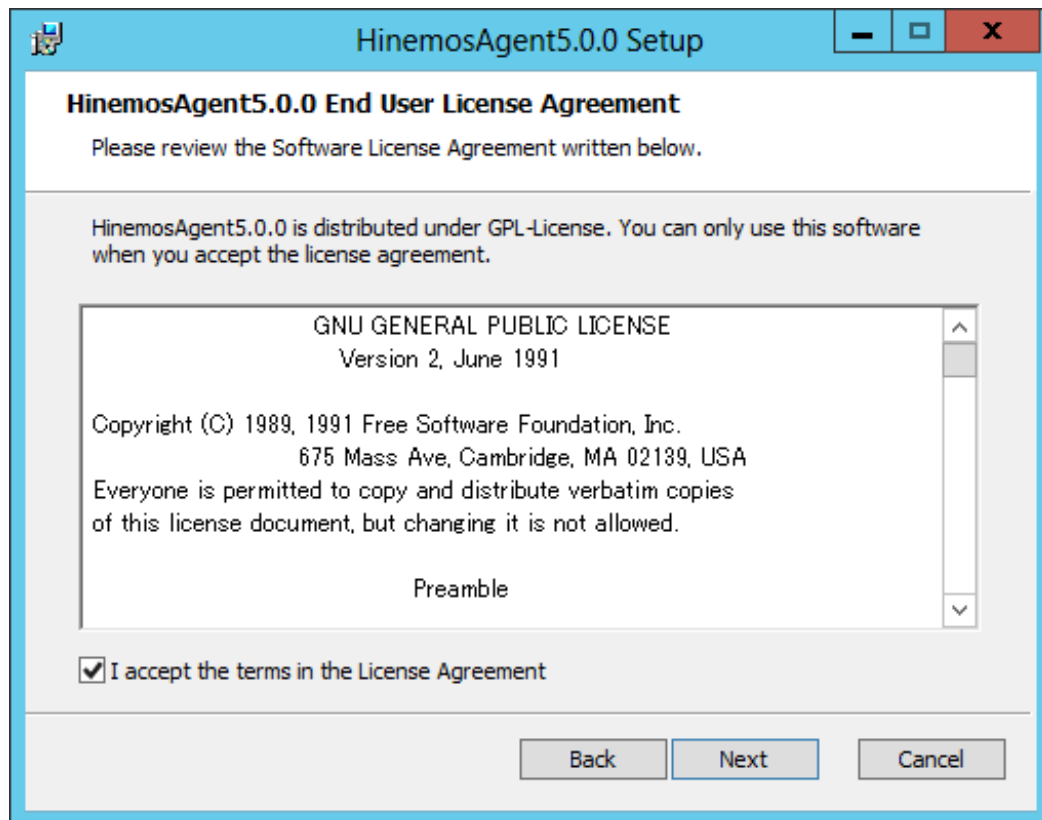 HinemosAgent5.0.0 Setup
HinemosAgent5.0.0 End User License Agreement
Please review the Software License Agreement written below.
HinemosAgent5.0.0 is distributed under GPL-License. You can only use this software
when you accept the license agreement.
GNU GENERAL PUBLIC LICENSE
Version 2, June 1991
Copyright (C) 1989, 1991 Free Software Foundation, Inc.
675 Mass Ave, Cambridge, MA 02139, USA
Everyone is permitted to copy and distribute verbatim copies
of this license document, but changing it is not allowed.
Preamble
I accept the terms in the License Agreement
Back Next Cancel